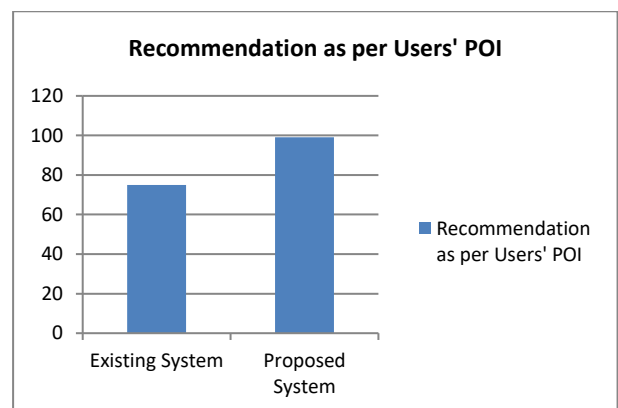 Recommendation as per Users' POI
120
100
80
60
40
20
0
Existing System
Proposed
System
Recommendation
as per Users' POI